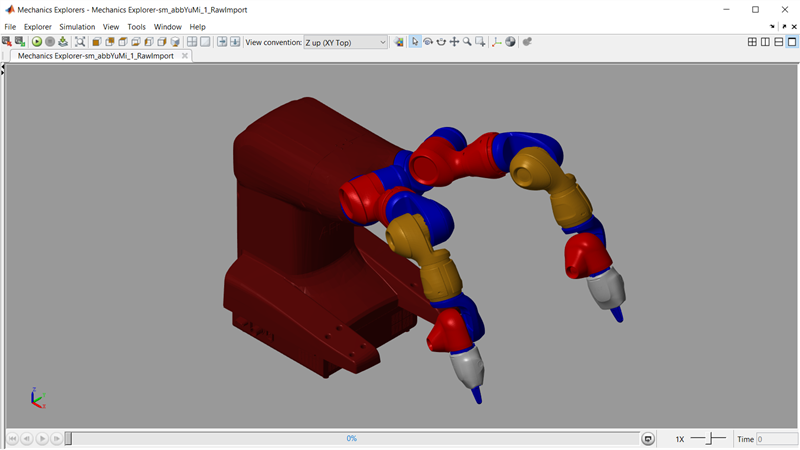 Mechanics Explorers - Mechanics Explorer-sm_abbYuMi_1_RawImport
File Explorer Simulation View Tools Window Help
View convention: Z up (XY Top)
Mechanics Explorer-sm_abbYuMi_1_RawImport
z
x
0%
1X
Time 0